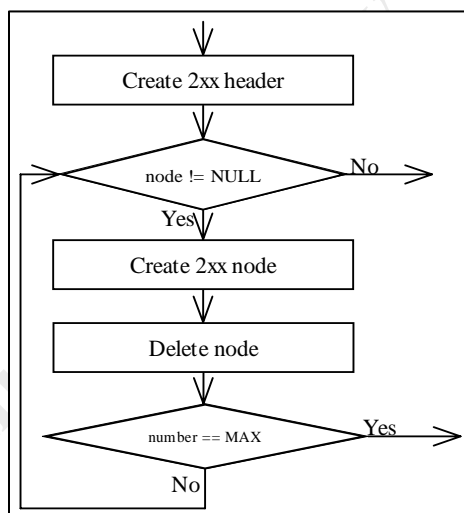 Create 2xx header
node != NULL
No
Yes
Create 2xx node
Delete node
number == MAX
Yes
No